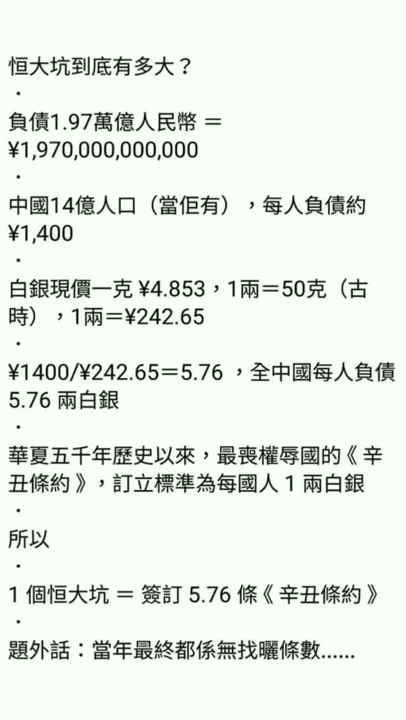 恒大坑到底有多大？
·
負債1.97萬億人民幣 ＝
¥1,970,000,000,000
·
中國14億人口（當佢有），每人負債約
¥1,400
·
白銀現價一克 ¥4.853，1兩＝50克（古
時），1兩＝¥242.65
·
¥1400/¥242.65＝5.76 ，全中國每人負債
5.76 兩白銀
·
華夏五千年歷史以來，最喪權辱國的《 辛
丑條約 》，訂立標準為每國人 1 兩白銀
·
所以
·
1 個恒大坑 ＝ 簽訂 5.76 條《 辛丑條約 》
·
題外話：當年最終都係無找曬條數......